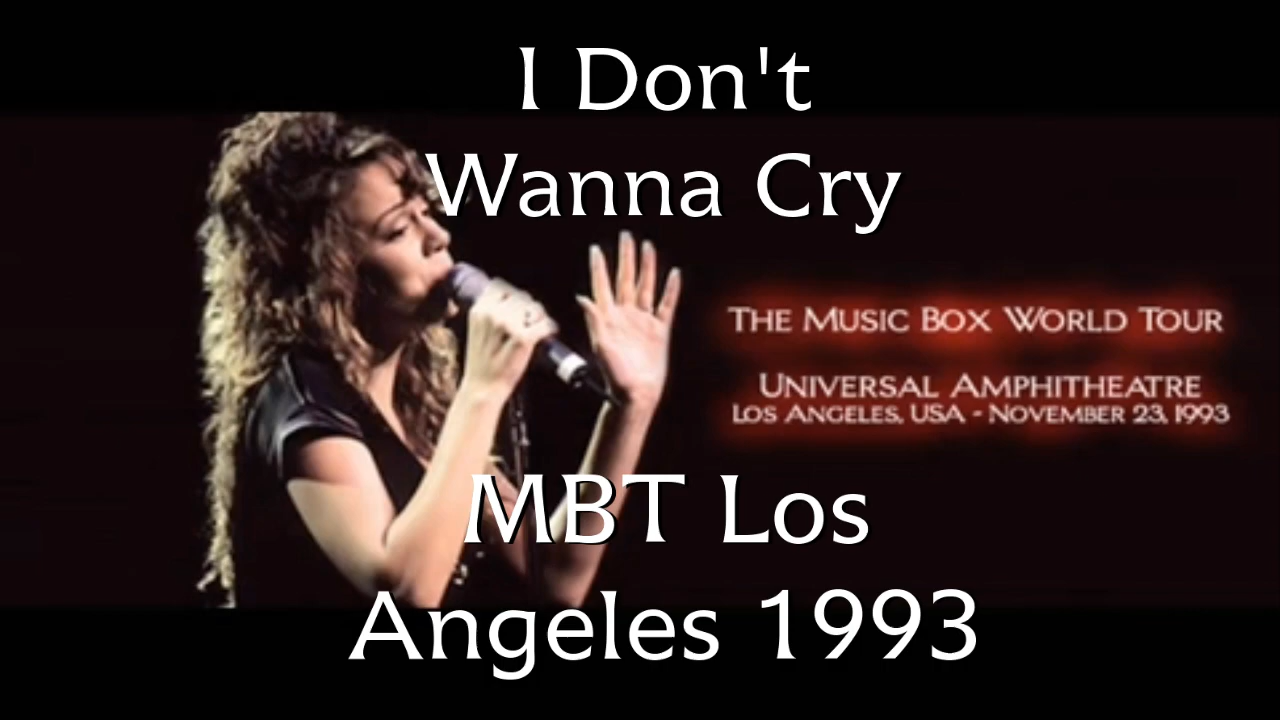 I Don't
Wanna Cry
THE MUSIC BOX WORLD TOUR
UNIVERSAL AMPHITHEATRE
LOS ANGELES, USA - NOVEMBER 23, 1993
MBT Los
Angeles 1993